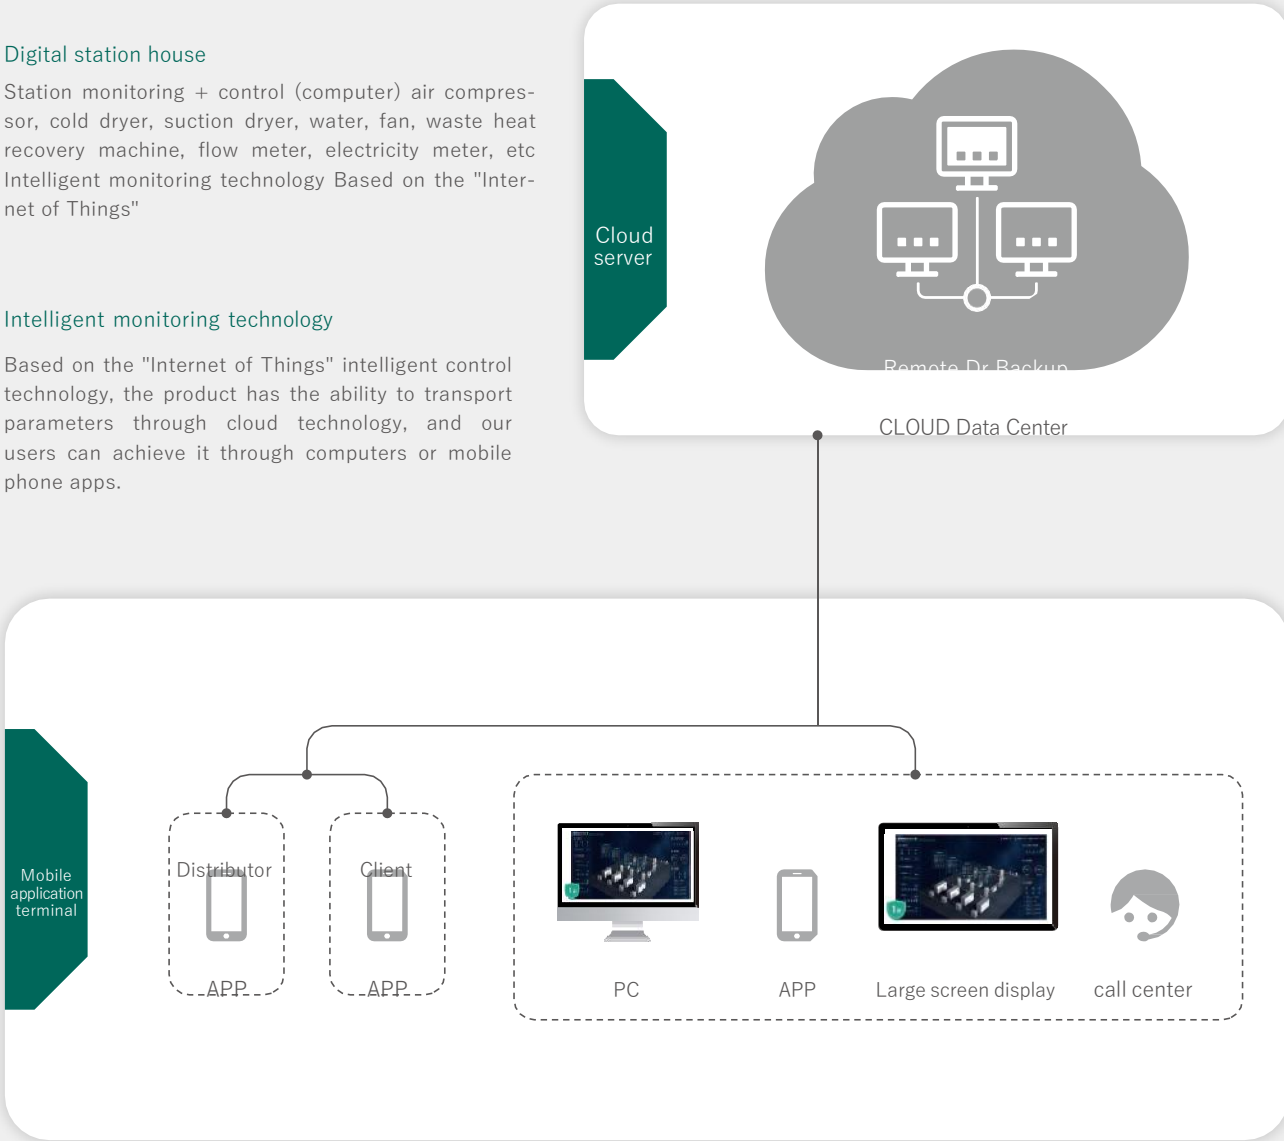 Digital station house
Station monitoring + control (computer) air compres-
sor, cold dryer, suction dryer, water, fan, waste heat
recovery machine, flow meter, electricity meter, etc
Intelligent monitoring technology Based on the "Inter-
net of Things"
Intelligent monitoring technology
Based on the "Internet of Things" intelligent control
technology, the product has the ability to transport
parameters through cloud technology, and our
users can achieve it through computers or mobile
phone apps.
Cloud
server
Remote Dr Backup
CLOUD Data Center
Mobile
application
terminal
Distributor
APP
Client
APP
PC
APP
Large screen display
call center